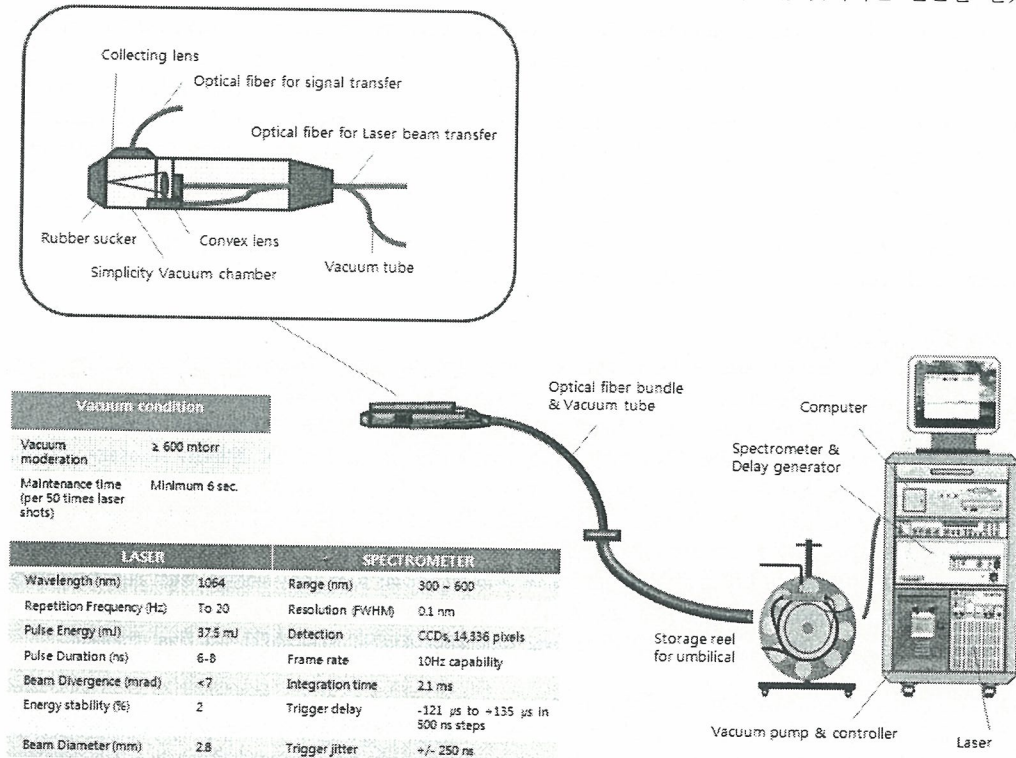 Collecting lens
Optical fiber for signal transfer
Optical fiber for Laser beam transfer
Rubber sucker
Convex lens
Simplicity Vacuum chamber
Vacuum tube
Optical fiber bundle
& Vacuum tube
Computer
Spectrometer &
Delay generator
Storage reel
for umbilical
Vacuum pump & controller
Laser
Vacuum condition
Vacuum moderation ≥ 600 mtorr
Maintenance time (per 50 times laser shots) Minimum 6 sec.
LASER SPECTROMETER
Wavelength (nm) 1064 Range (nm) 300 - 600
Repetition Frequency (Hz) To 20 Resolution (FWHM) 0.1 nm
Pulse Energy (mJ) 37.5 mJ Detection CCDs, 14,336 pixels
Pulse Duration (ns) 6-8 Frame rate 10Hz capability
Beam Divergence (mrad) <7 Integration time 2.1 ms
Energy stability (%) 2 Trigger delay -121 µs to +135 µs in
500 ns steps
Beam Diameter (mm) 2.8 Trigger jitter +/- 250 ns